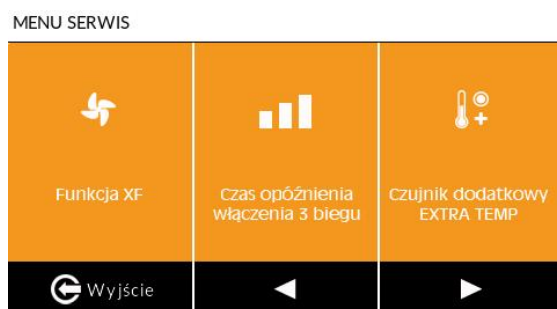 MENU SERWIS
Funkcja XF
Czas opóźnienia
włączenia 3 biegu
Czujnik dodatkowy
EXTRA TEMP
Wyjście